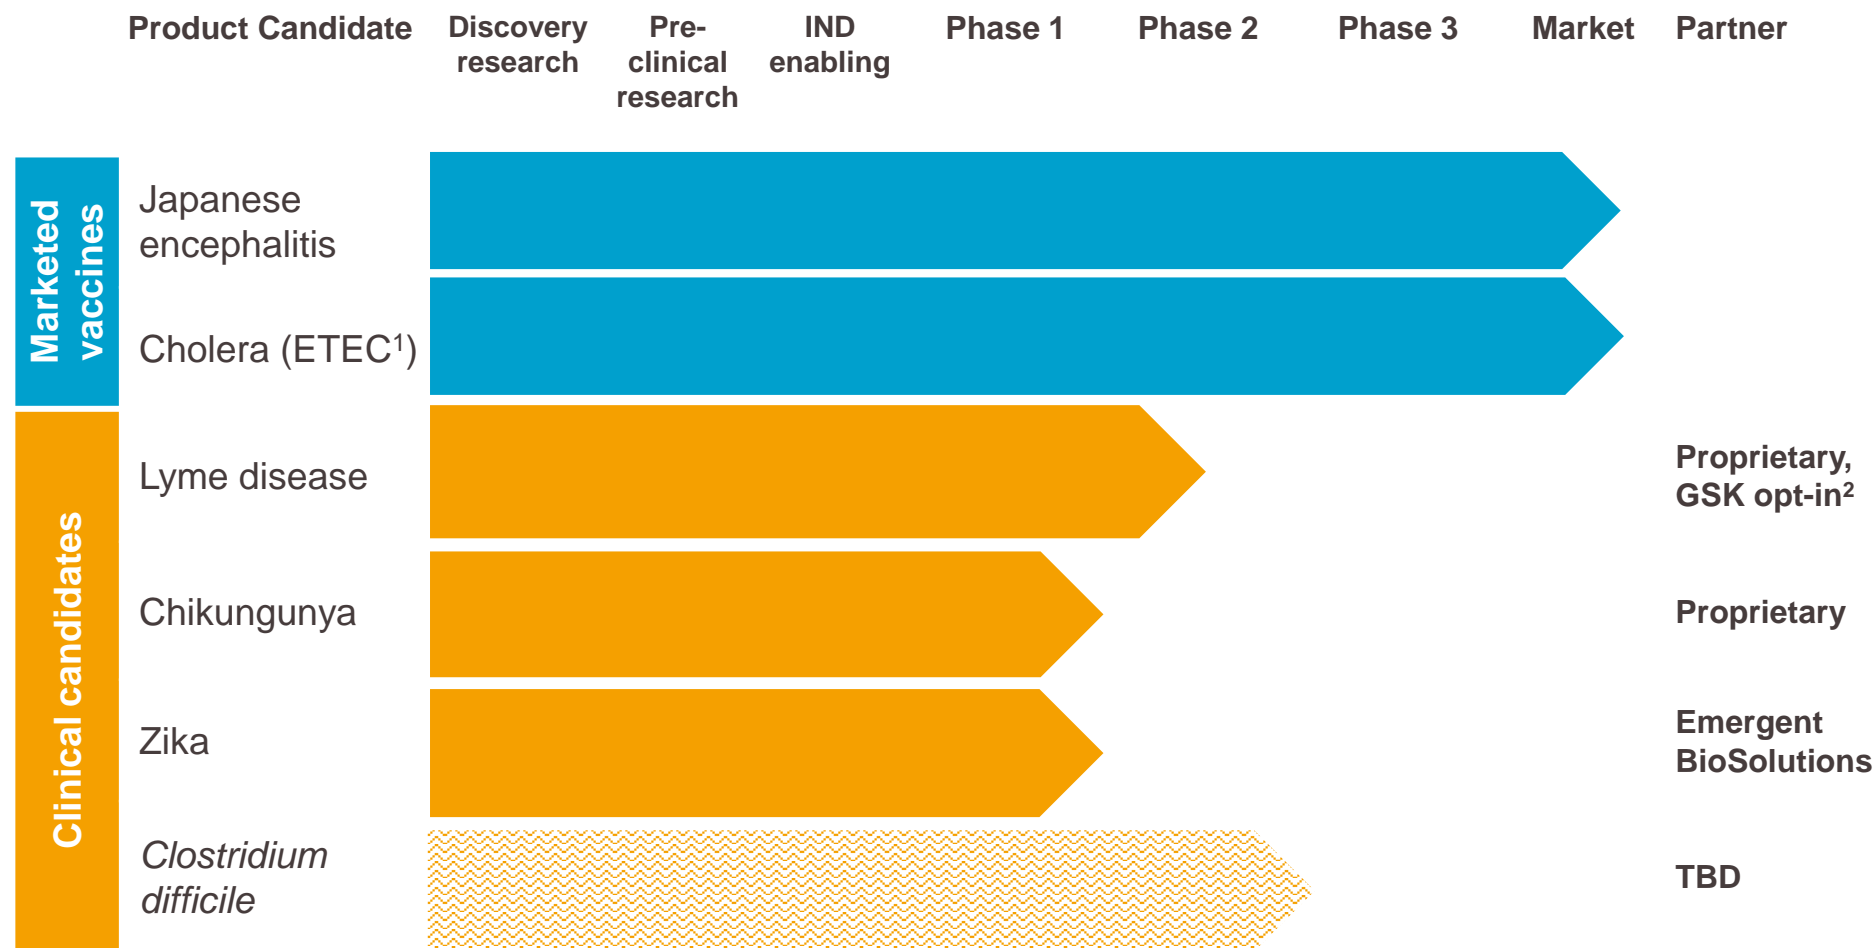 Product Candidate
Discovery
research
Pre-
clinical
research
IND
enabling
Phase 1
Phase 2
Phase 3
Market
Partner
Marketed
vaccines
Japanese
encephalitis
Cholera (ETEC¹)
Clinical candidates
Lyme disease
Proprietary,
GSK opt-in²
Chikungunya
Proprietary
Zika
Emergent
BioSolutions
Clostridium
difficile
TBD